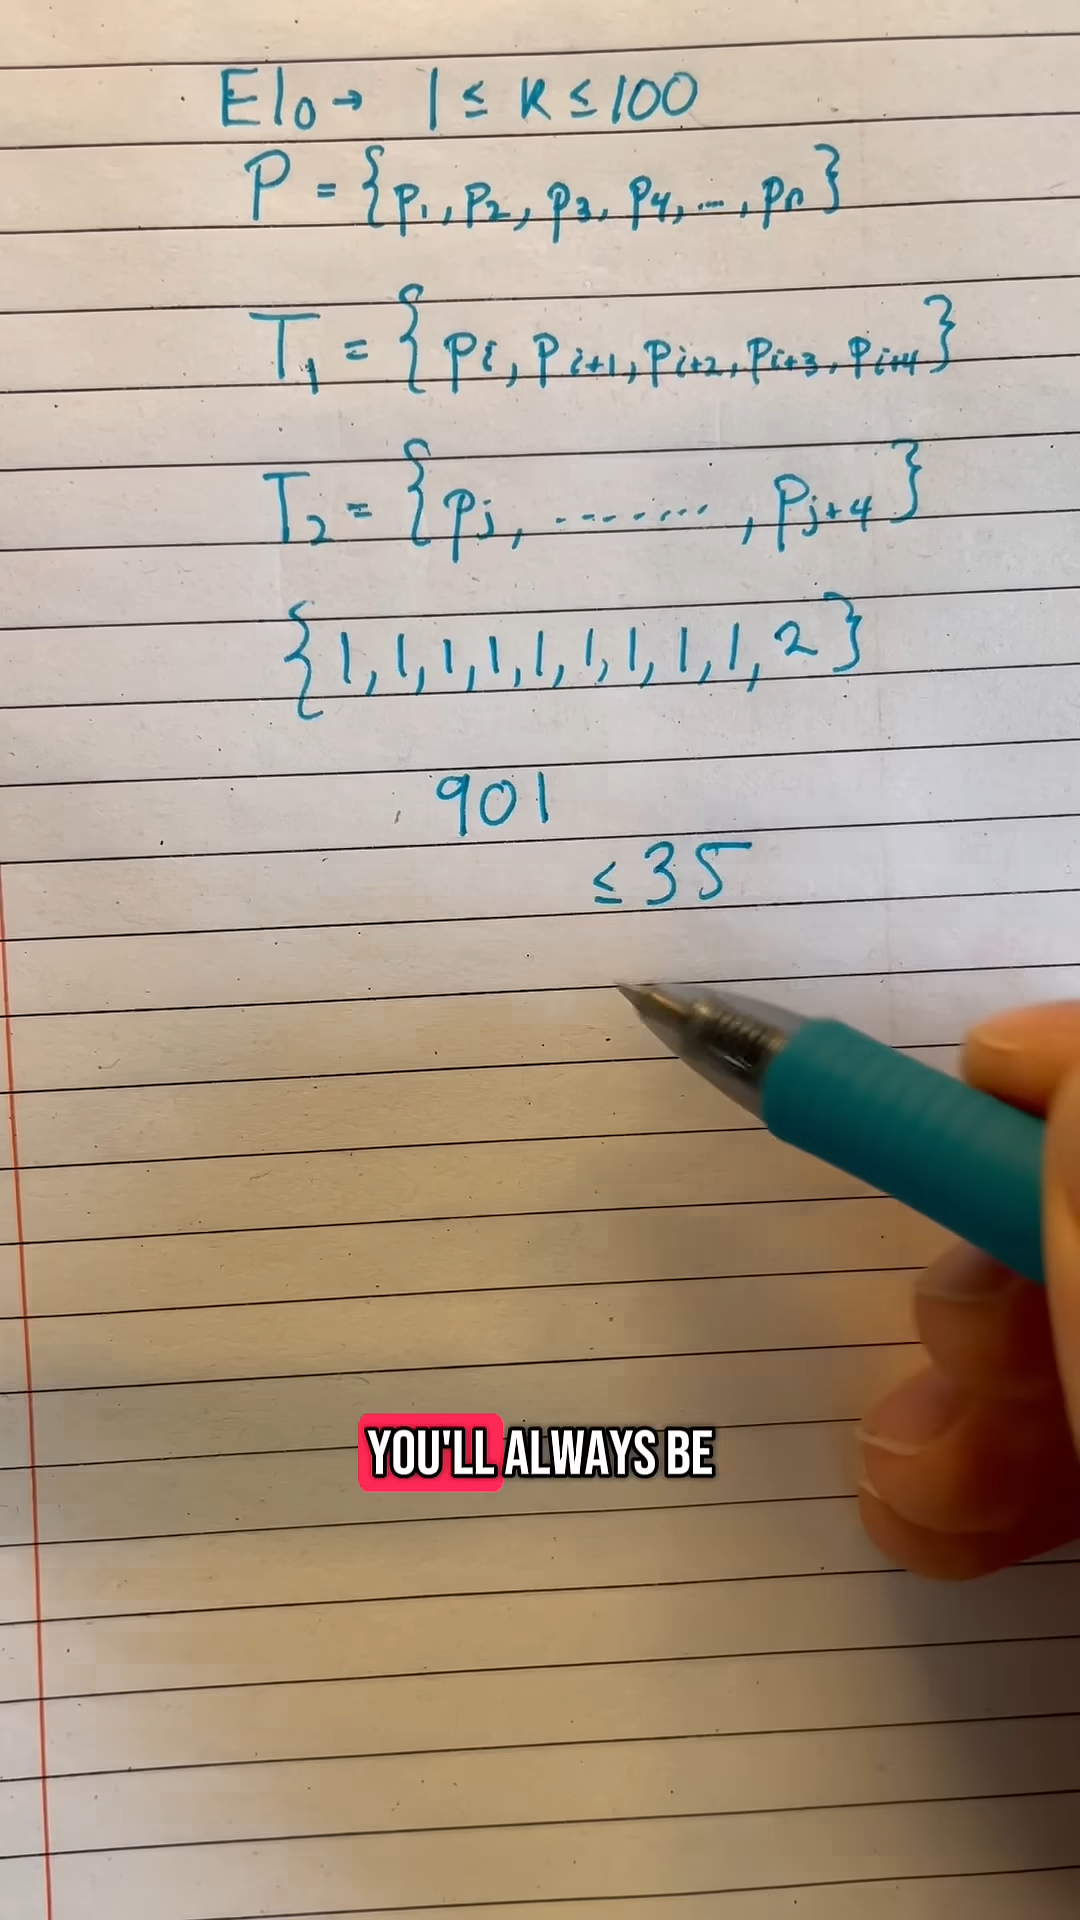 Elo → 1 ≤ K ≤ 100
P = {p₁, p₂, p₃, p₄, ..., pₙ}
T₁ = {pᵢ, pᵢ₊₁, pᵢ₊₂, pᵢ₊₃, pᵢ₊₄}
T₂ = {pⱼ, ........, pⱼ₊₄}
{1, 1, 1, 1, 1, 1, 1, 1, 1, 2}
901
≤ 35
YOU'LL ALWAYS BE